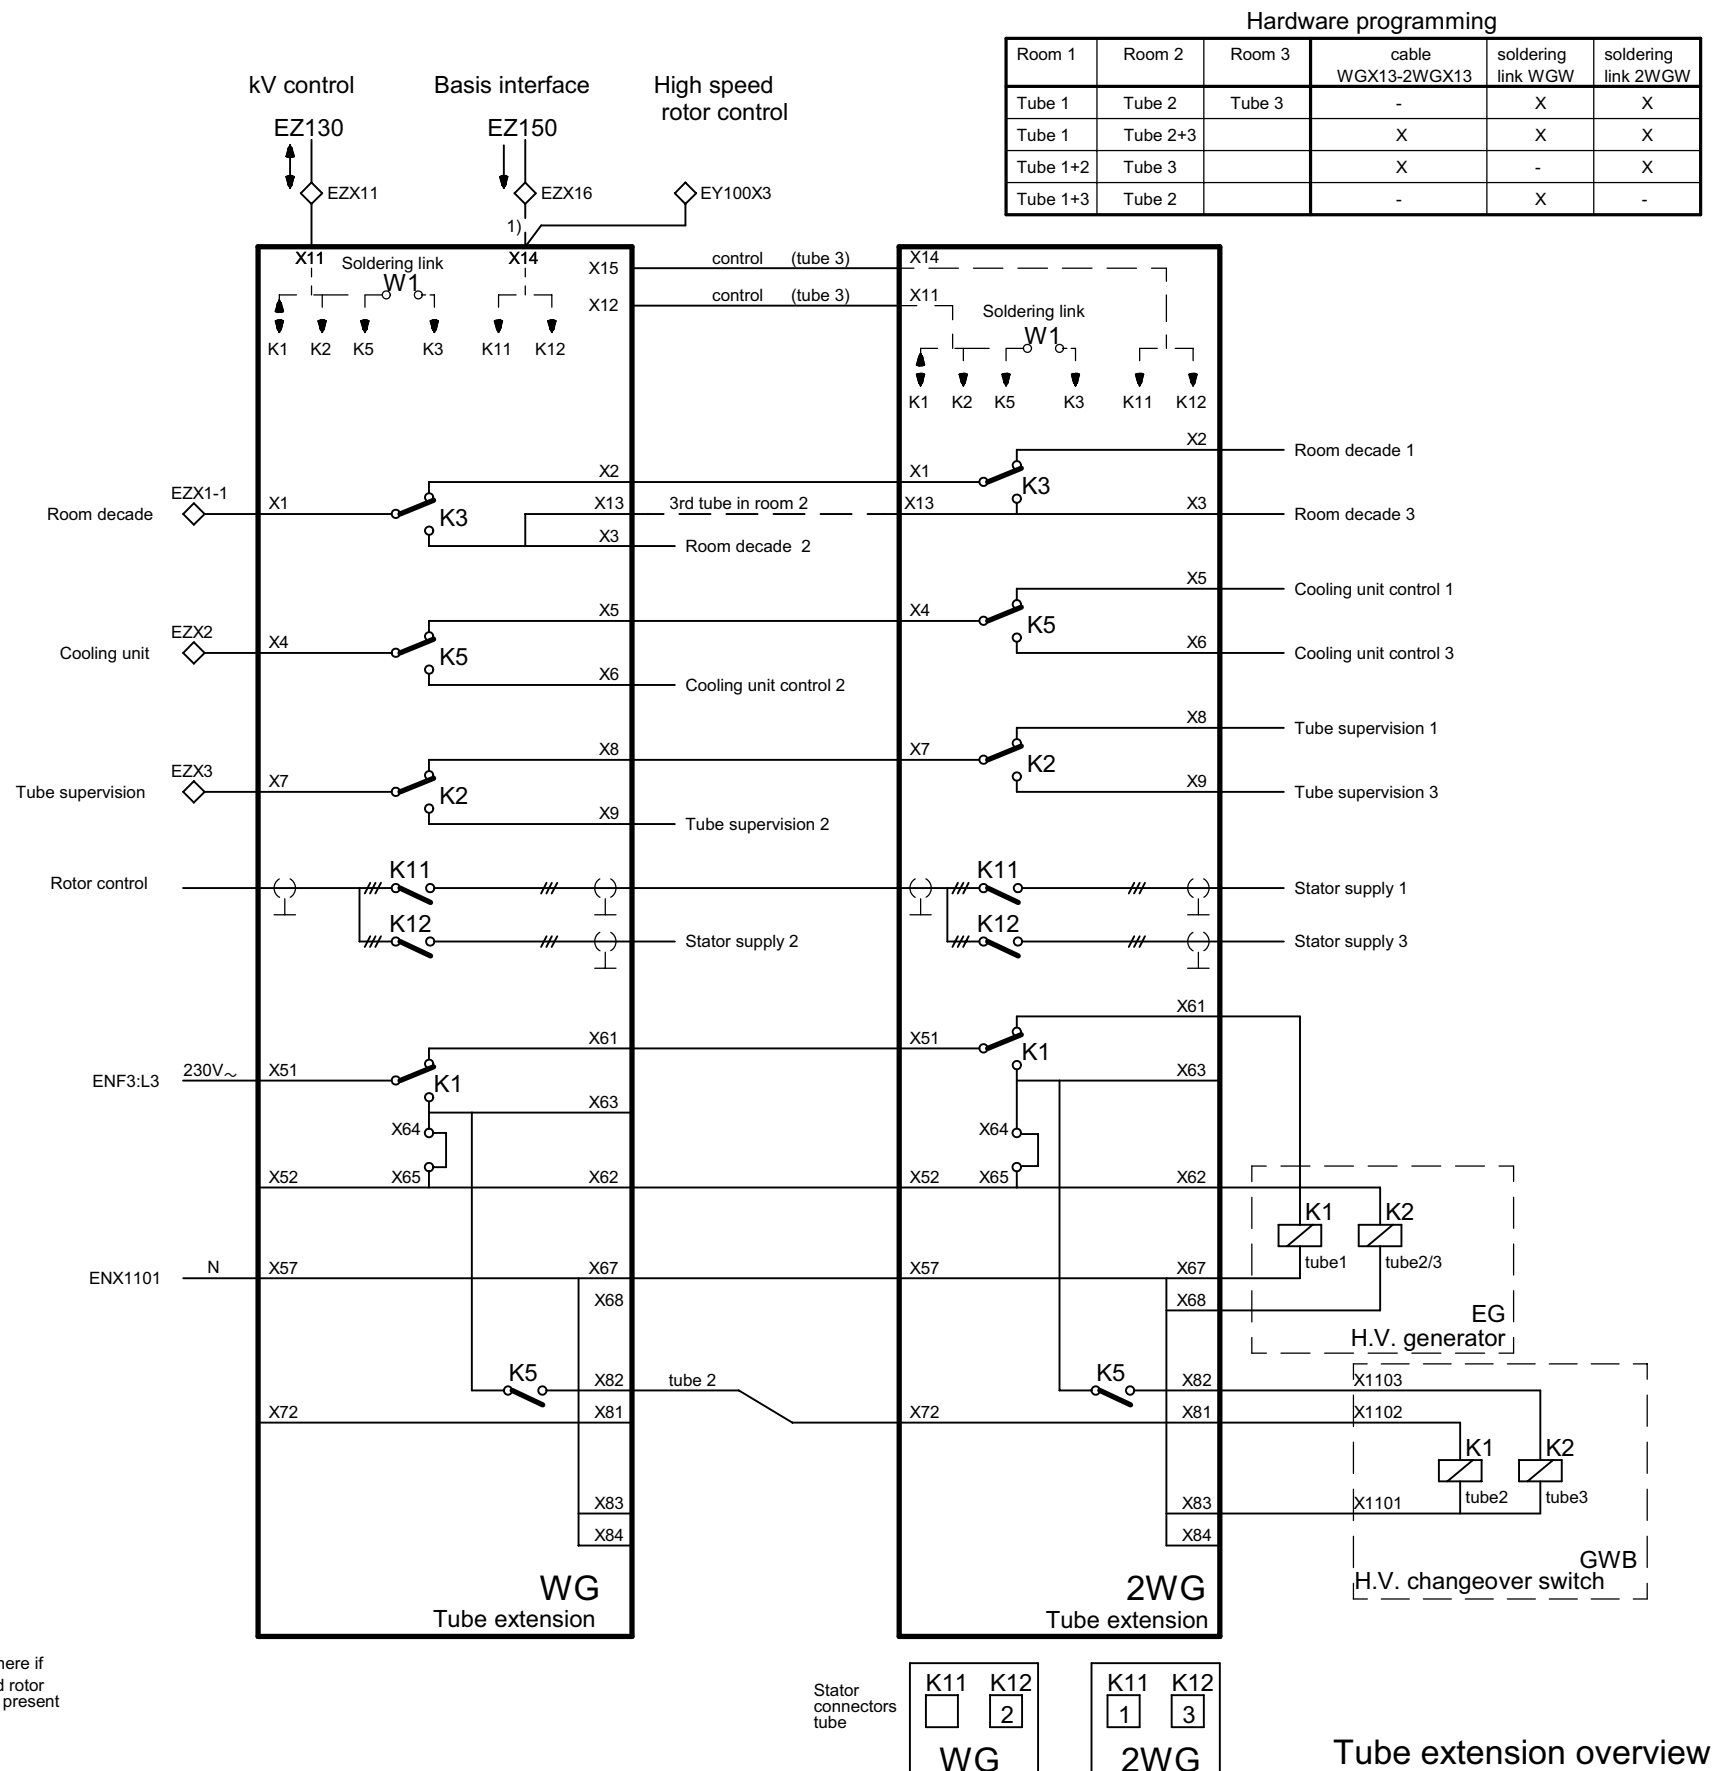 Hardware programming
Room 1 Room 2 Room 3 cable WGX13-2WGX13 soldering link WGW soldering link 2WGW
Tube 1 Tube 2 Tube 3 - X X
Tube 1 Tube 2+3 X X X
Tube 1+2 Tube 3 X - X
Tube 1+3 Tube 2 - X -
kV control
Basis interface
High speed
rotor control
EZ130
EZ150
EZX11
EZX16
EY100X3
1)
X11
Soldering link
W1
X14
X15
control (tube 3)
X14
X12
control (tube 3)
X11
K1 K2 K5 K3 K11 K12
Soldering link
W1
K1 K2 K5 K3 K11 K12
Room decade
EZX1-1
X1
K3
X2
X13
X3
3rd tube in room 2
Room decade 2
X1
X13
K3
X2
Room decade 1
X3
Room decade 3
Cooling unit
EZX2
X4
K5
X5
X6
Cooling unit control 2
X4
K5
X5
Cooling unit control 1
X6
Cooling unit control 3
Tube supervision
EZX3
X7
K2
X8
X9
Tube supervision 2
X7
K2
X8
Tube supervision 1
X9
Tube supervision 3
Rotor control
K11
K12
Stator supply 2
K11
K12
Stator supply 1
Stator supply 3
ENF3:L3
230V~
X51
K1
X61
X63
X64
X65
X52
X62
X51
K1
X61
X63
X64
X65
X52
X62
K1
tube1
K2
tube2/3
EG
H.V. generator
ENX1101
N
X57
X67
X68
X57
X67
X68
K5
X82
tube 2
X72
X81
X83
X84
K5
X82
X72
X81
X83
X84
X1103
X1102
X1101
K1
tube2
K2
tube3
GWB
H.V. changeover switch
WG
Tube extension
2WG
Tube extension
here if
d rotor
present
Stator
connectors
tube
K11 K12
2
WG
K11 K12
1 3
2WG
Tube extension overview